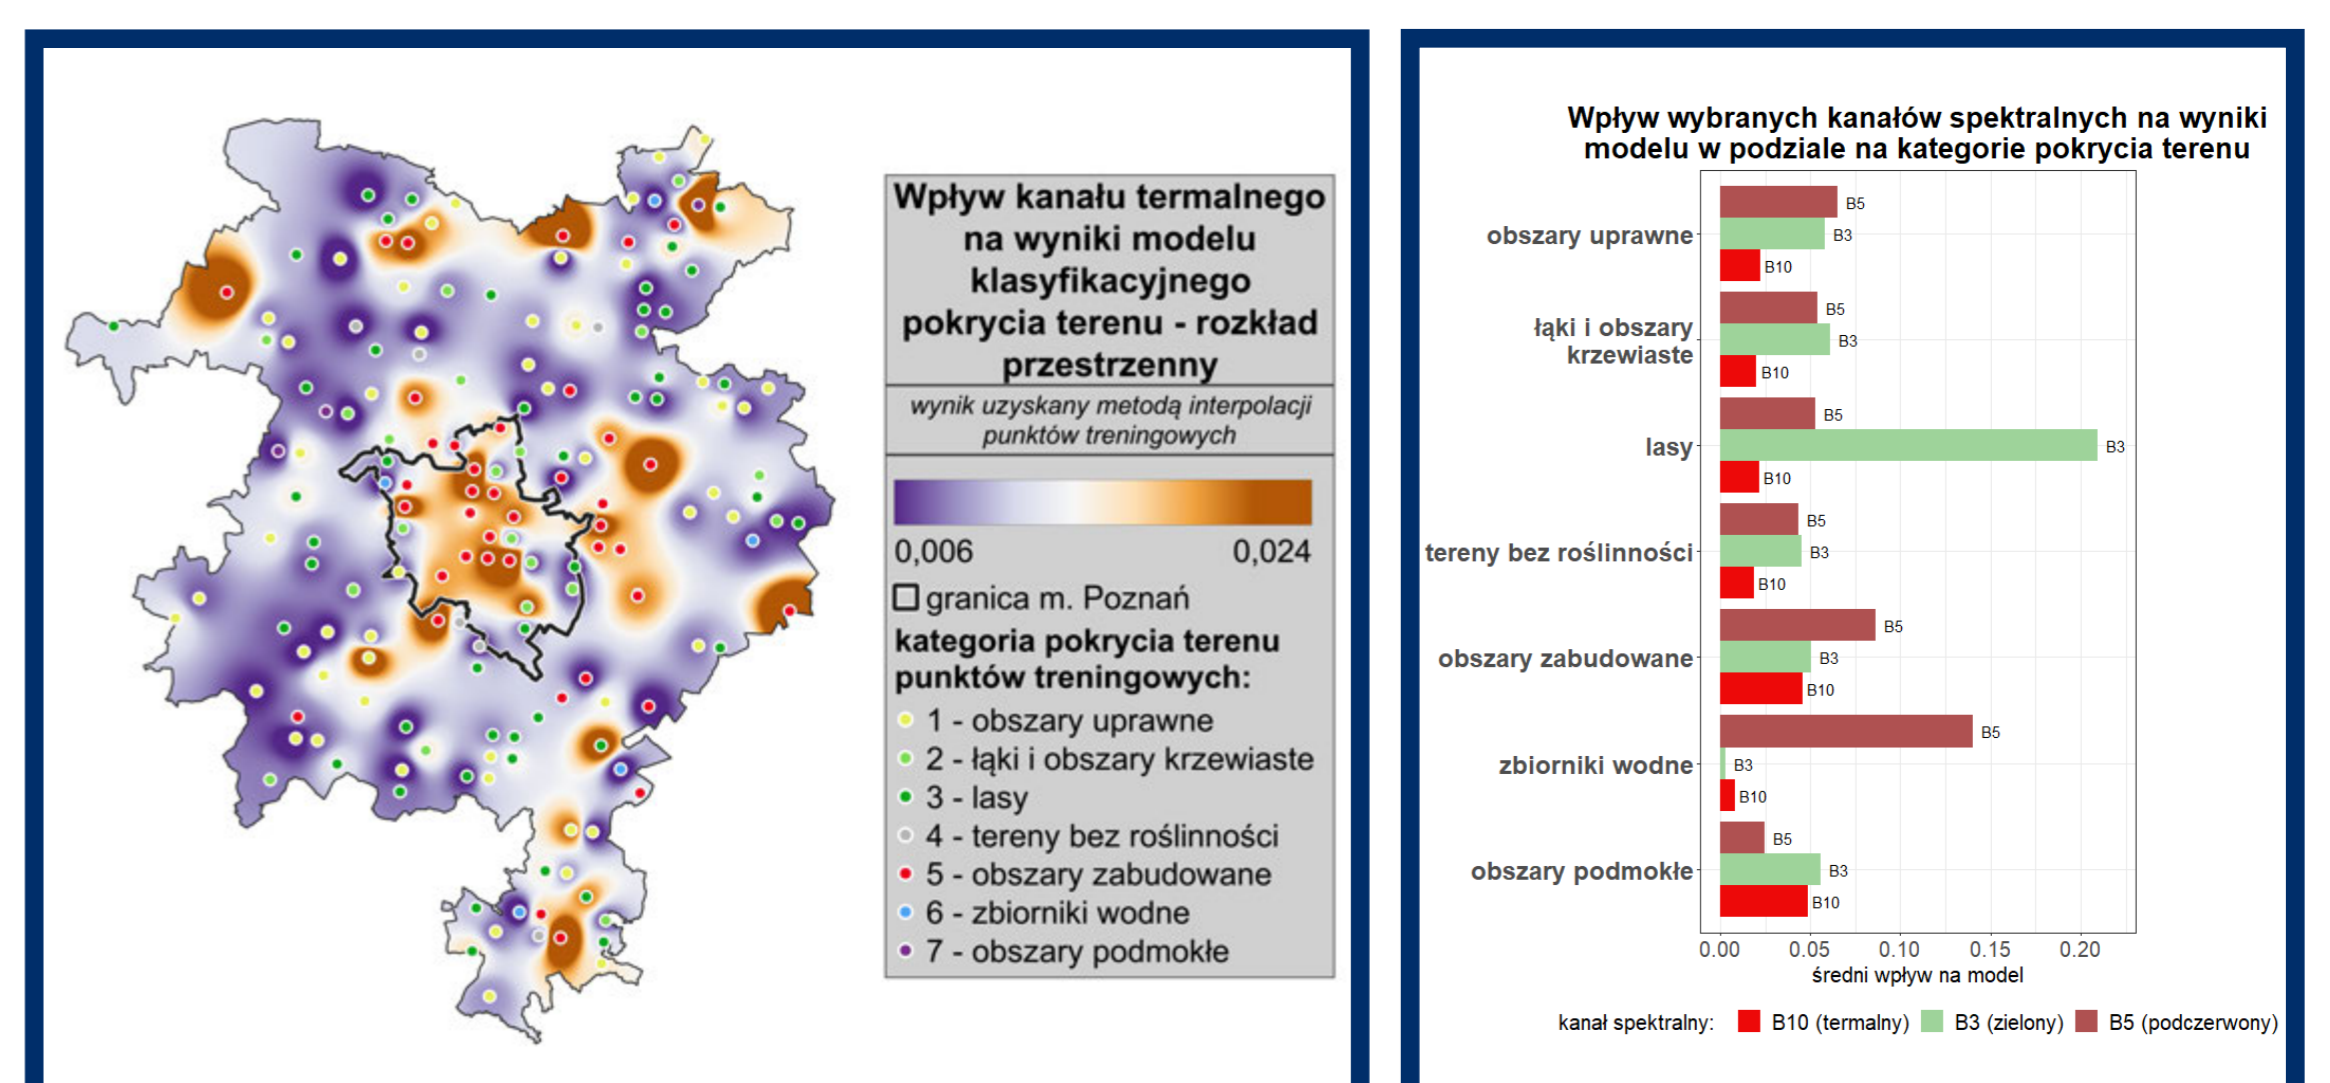 Wpływ kanału termalnego
na wyniki modelu
klasyfikacyjnego
pokrycia terenu - rozkład
przestrzenny
wynik uzyskany metodą interpolacji
punktów treningowych
0,006 0,024
granica m. Poznań
kategoria pokrycia terenu
punktów treningowych:
1 - obszary uprawne
2 - łąki i obszary krzewiaste
3 - lasy
4 - tereny bez roślinności
5 - obszary zabudowane
6 - zbiorniki wodne
7 - obszary podmokłe
Wpływ wybranych kanałów spektralnych na wyniki
modelu w podziale na kategorie pokrycia terenu
B5
obszary uprawne B3
B10
B5
łąki i obszary
krzewiaste
B3
B10
B5
lasy B3
B10
B5
tereny bez roślinności B3
B10
B5
obszary zabudowane B3
B10
B5
zbiorniki wodne B3
B10
B5
obszary podmokłe B3
B10
0.00 0.05 0.10 0.15 0.20
średni wpływ na model
kanał spektralny: B10 (termalny) B3 (zielony) B5 (podczerwony)